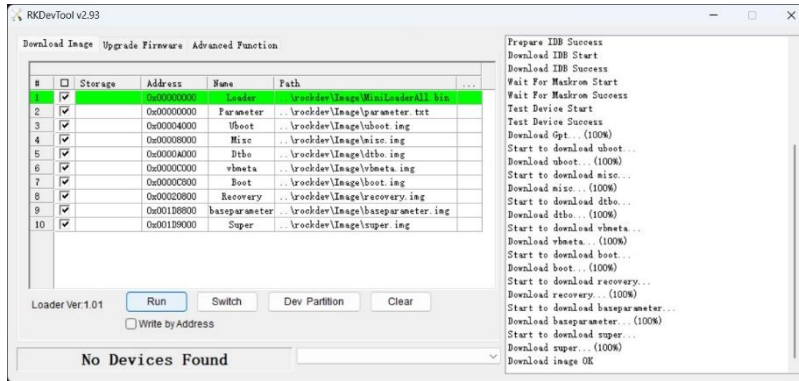 RKDevTool v2.93
Download Image Upgrade Firmware Advanced Function
# Storage Address Name Path ...
1 0x00000000 Loader ..\rockdev\Image\MiniLoaderAll.bin
2 0x00000000 Parameter ..\rockdev\Image\parameter.txt
3 0x00004000 Uboot ..\rockdev\Image\uboot.img
4 0x00008000 Misc ..\rockdev\Image\misc.img
5 0x0000A000 Dtbo ..\rockdev\Image\dtbo.img
6 0x0000C000 vbmeta ..\rockdev\Image\vbmeta.img
7 0x0000C800 Boot ..\rockdev\Image\boot.img
8 0x00020800 Recovery ..\rockdev\Image\recovery.img
9 0x001D8800 baseparameter ..\rockdev\Image\baseparameter.img
10 0x001D9000 Super ..\rockdev\Image\super.img
Loader Ver:1.01 Run Switch Dev Partition Clear
Write by Address
No Devices Found
Prepare IDB Success
Download IDB Start
Download IDB Success
Wait For Maskrom Start
Wait For Maskrom Success
Test Device Start
Test Device Success
Download Gpt...(100%)
Start to download uboot...
Download uboot...(100%)
Start to download misc...
Download misc...(100%)
Start to download dtbo...
Download dtbo...(100%)
Start to download vbmeta...
Download vbmeta...(100%)
Start to download boot...
Download boot...(100%)
Start to download recovery...
Download recovery...(100%)
Start to download baseparameter...
Download baseparameter...(100%)
Start to download super...
Download super...(100%)
Download image OK